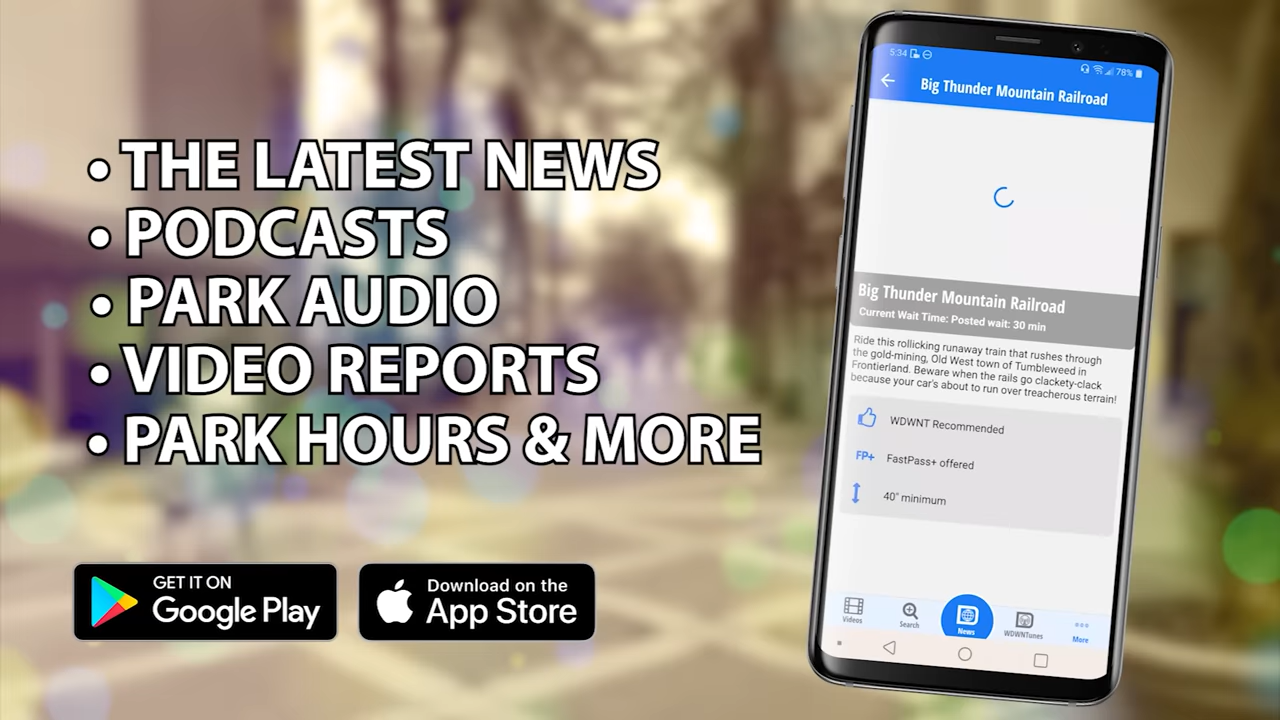 • THE LATEST NEWS
• PODCASTS
• PARK AUDIO
• VIDEO REPORTS
• PARK HOURS & MORE
GET IT ON
Google Play
Download on the
App Store
5:34
78%
Big Thunder Mountain Railroad
Big Thunder Mountain Railroad
Current Wait Time: Posted wait: 30 min
Ride this rollicking runaway train that rushes through
the gold-mining, Old West town of Tumbleweed in
Frontierland. Beware when the rails go clackety-clack
because your car's about to run over treacherous terrain!
WDWNT Recommended
FP+ FastPass+ offered
40" minimum
Videos
Search
News
WDWNTunes
More